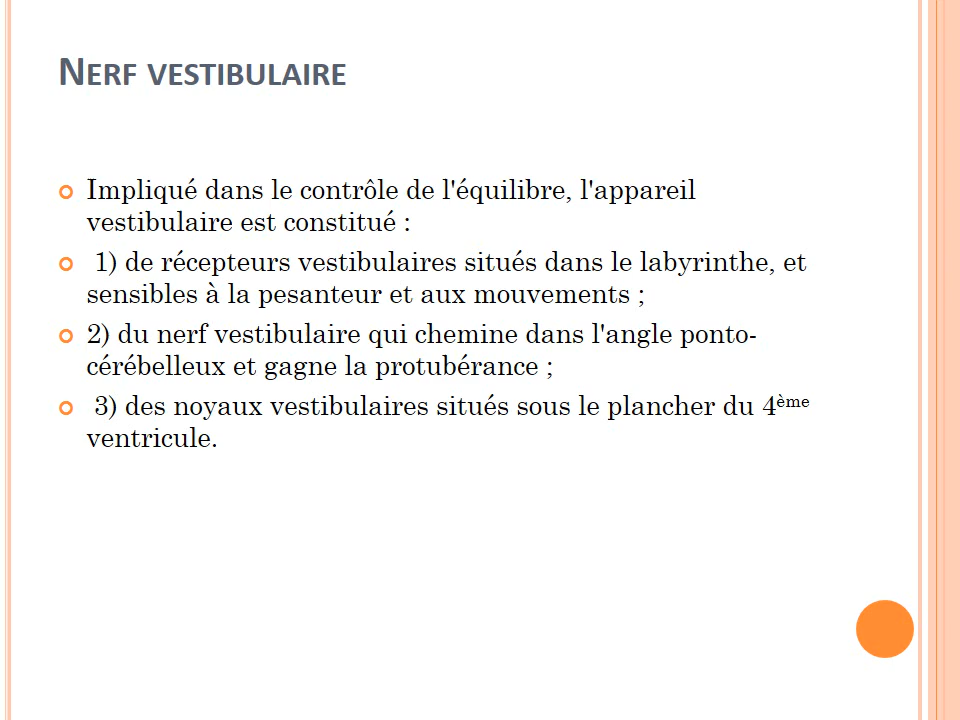 NERF VESTIBULAIRE
Impliqué dans le contrôle de l'équilibre, l'appareil
vestibulaire est constitué :
1) de récepteurs vestibulaires situés dans le labyrinthe, et
sensibles à la pesanteur et aux mouvements ;
2) du nerf vestibulaire qui chemine dans l'angle ponto-
cérébelleux et gagne la protubérance ;
3) des noyaux vestibulaires situés sous le plancher du 4ème
ventricule.